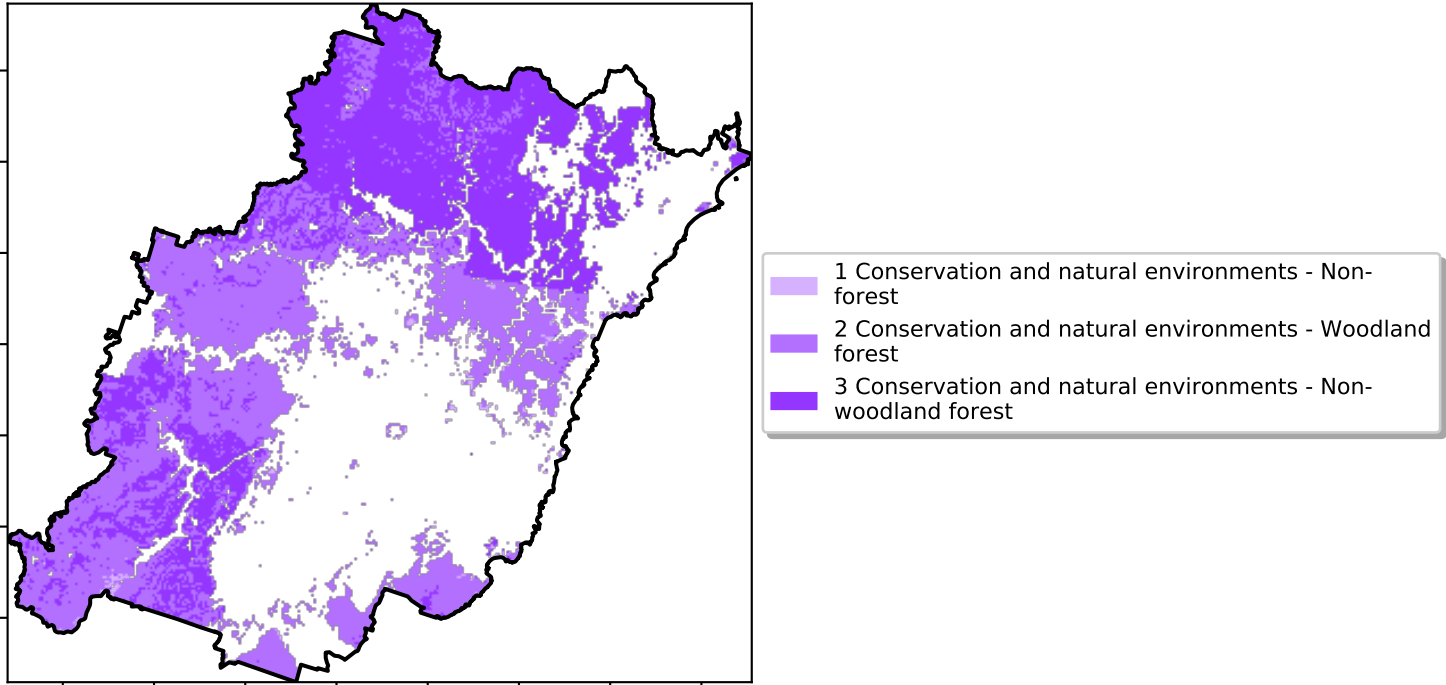 1 Conservation and natural environments - Non-
forest
2 Conservation and natural environments - Woodland
forest
3 Conservation and natural environments - Non-
woodland forest